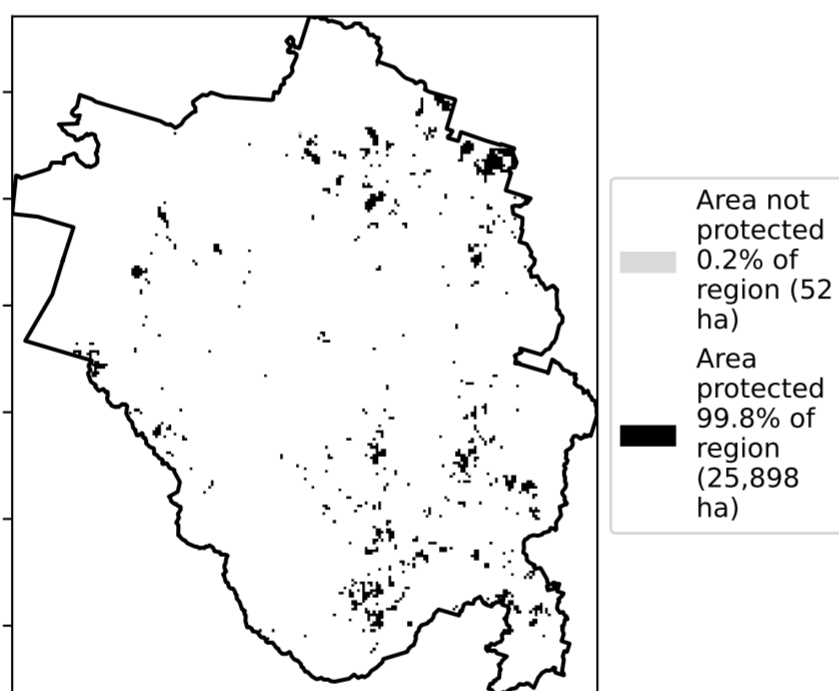 Area not
protected
0.2% of
region (52
ha)
Area
protected
99.8% of
region
(25,898
ha)